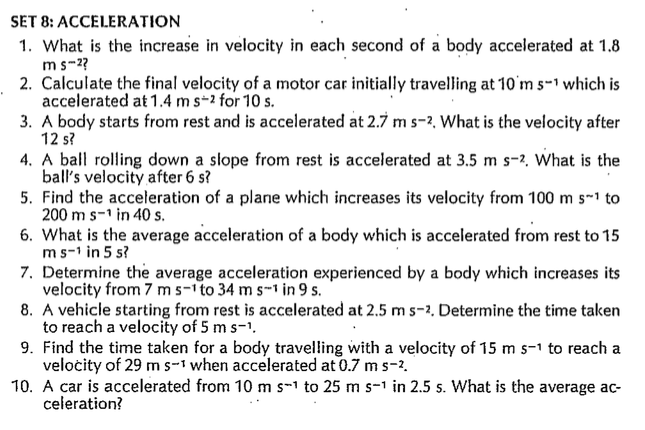 SET 8: ACCELERATION
1. What is the increase in velocity in each second of a body accelerated at 1.8
m s⁻²?
2. Calculate the final velocity of a motor car initially travelling at 10 m s⁻¹ which is
accelerated at 1.4 m s⁻² for 10 s.
3. A body starts from rest and is accelerated at 2.7 m s⁻². What is the velocity after
12 s?
4. A ball rolling down a slope from rest is accelerated at 3.5 m s⁻². What is the
ball's velocity after 6 s?
5. Find the acceleration of a plane which increases its velocity from 100 m s⁻¹ to
200 m s⁻¹ in 40 s.
6. What is the average acceleration of a body which is accelerated from rest to 15
m s⁻¹ in 5 s?
7. Determine the average acceleration experienced by a body which increases its
velocity from 7 m s⁻¹ to 34 m s⁻¹ in 9 s.
8. A vehicle starting from rest is accelerated at 2.5 m s⁻². Determine the time taken
to reach a velocity of 5 m s⁻¹.
9. Find the time taken for a body travelling with a velocity of 15 m s⁻¹ to reach a
velocity of 29 m s⁻¹ when accelerated at 0.7 m s⁻².
10. A car is accelerated from 10 m s⁻¹ to 25 m s⁻¹ in 2.5 s. What is the average ac-
celeration?